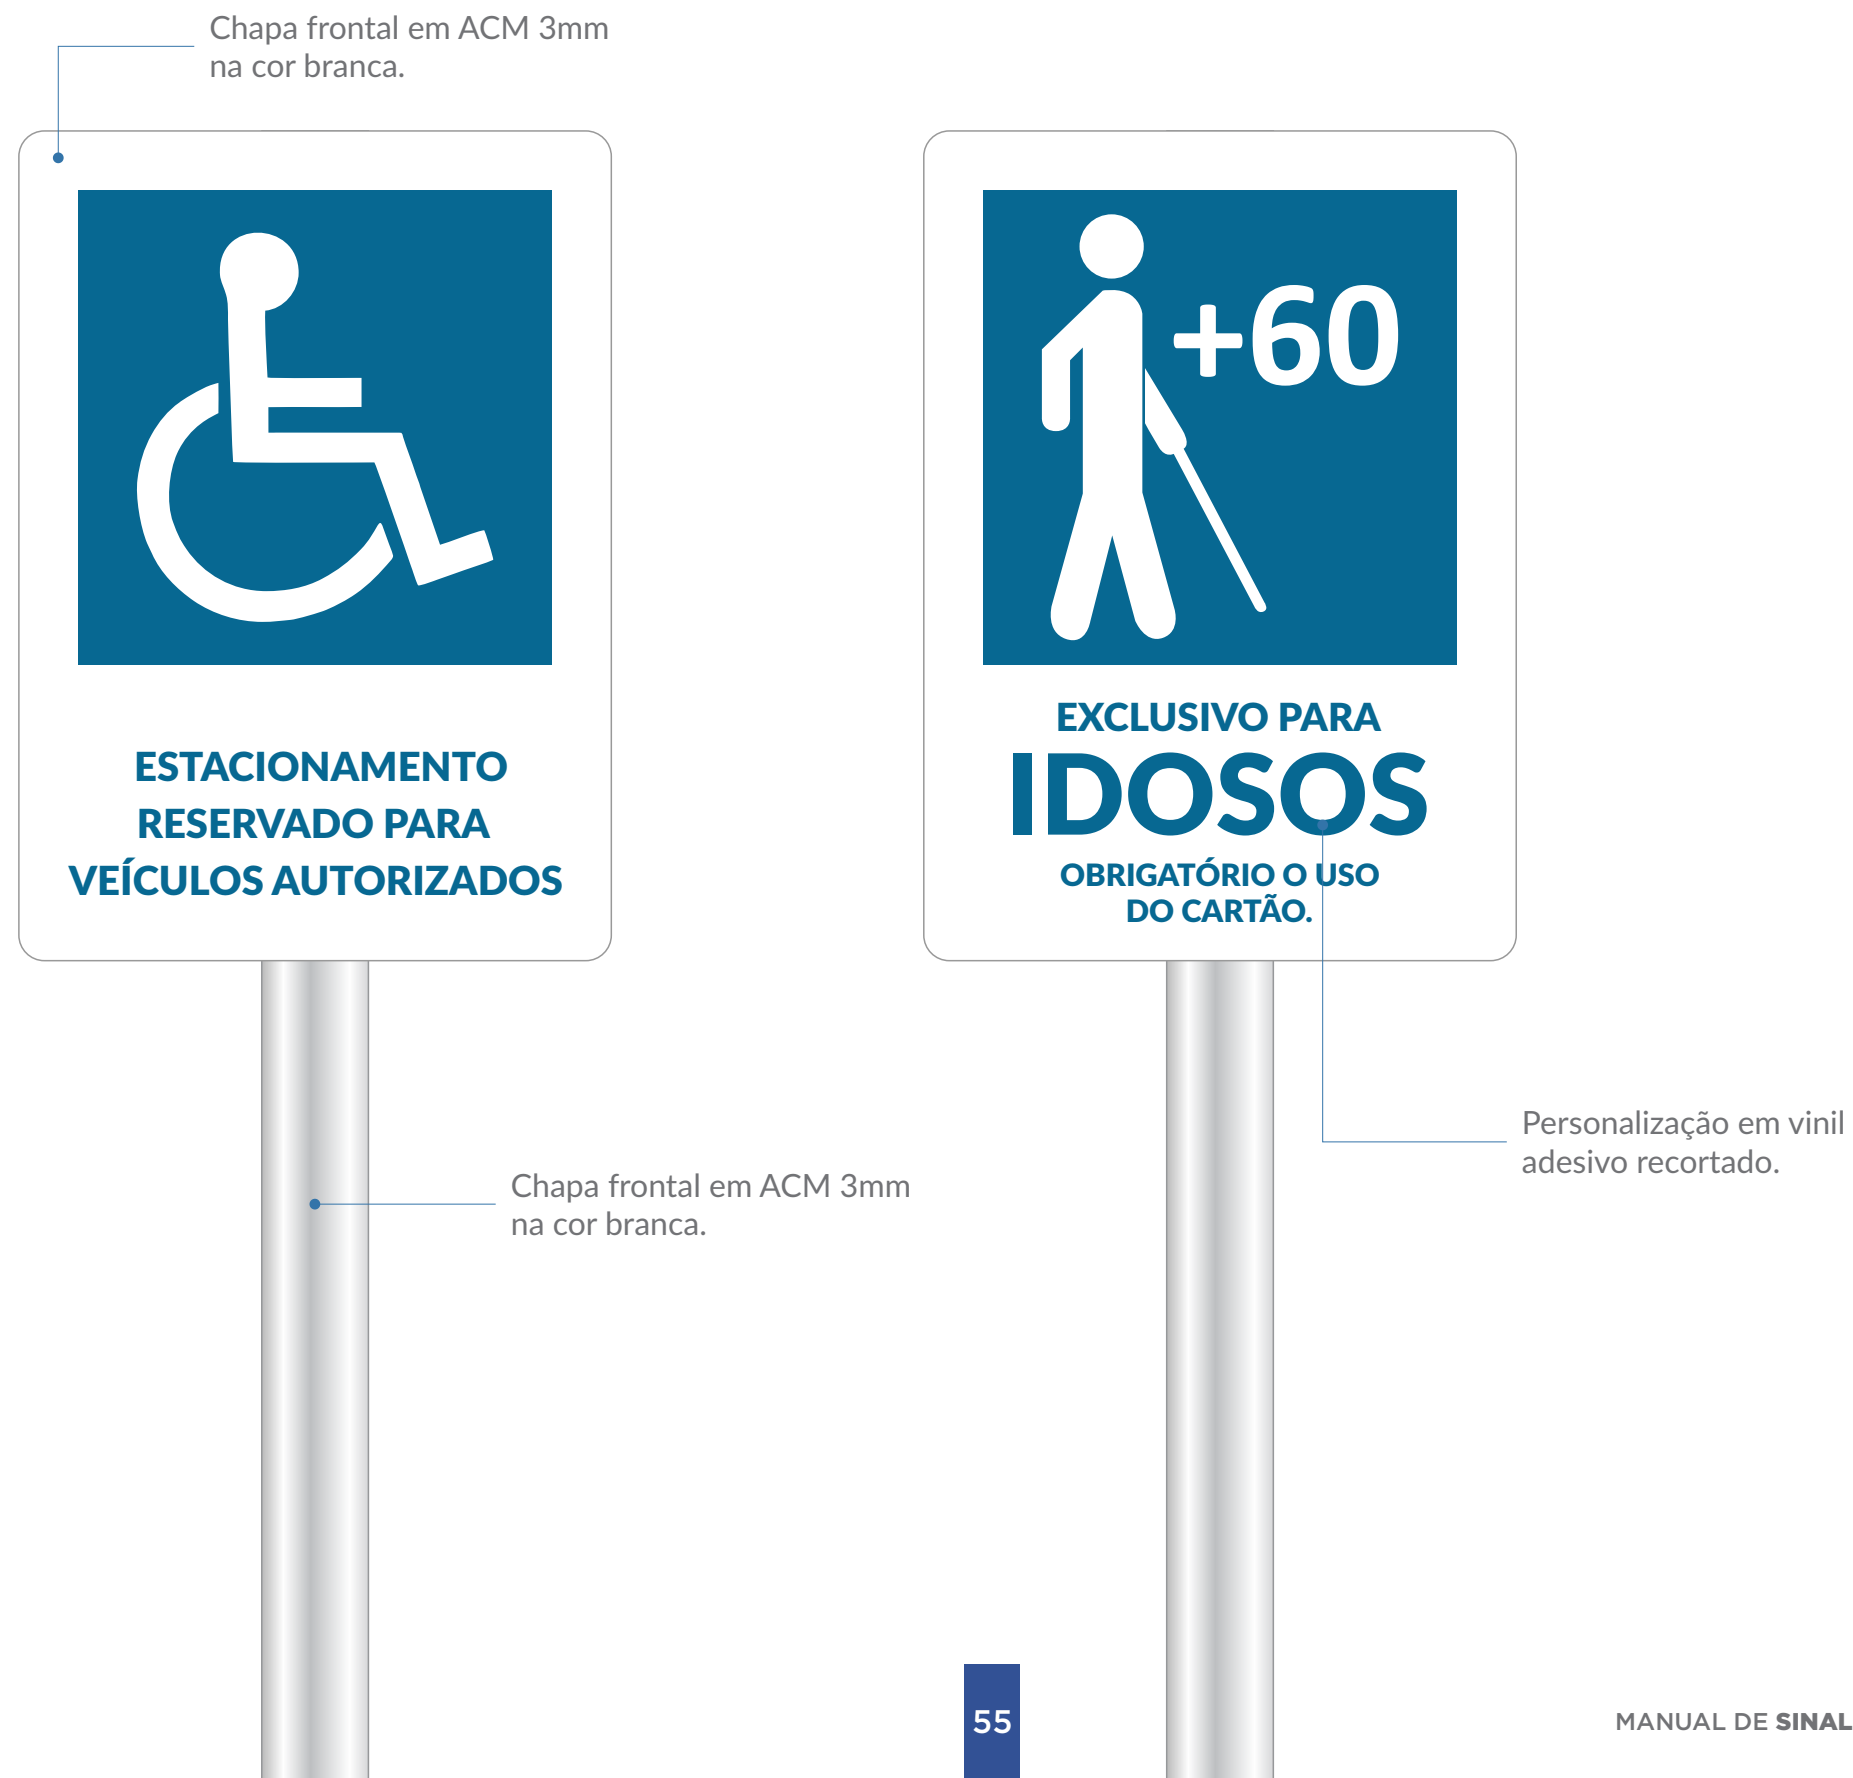 Chapa frontal em ACM 3mm
na cor branca.
ESTACIONAMENTO
RESERVADO PARA
VEÍCULOS AUTORIZADOS
+60
EXCLUSIVO PARA
IDOSOS
OBRIGATÓRIO O USO
DO CARTÃO.
Chapa frontal em ACM 3mm
na cor branca.
Personalização em vinil
adesivo recortado.
55
MANUAL DE SINAL